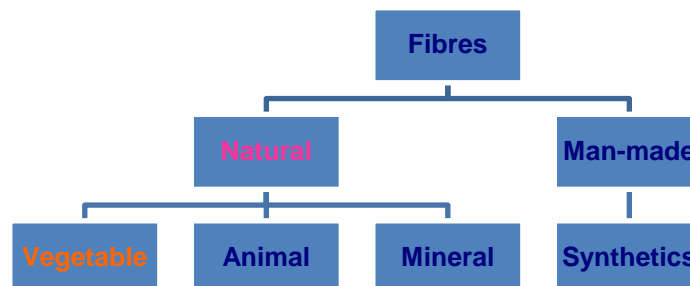 Fibres
Natural
Man-made
Vegetable
Animal
Mineral
Synthetics